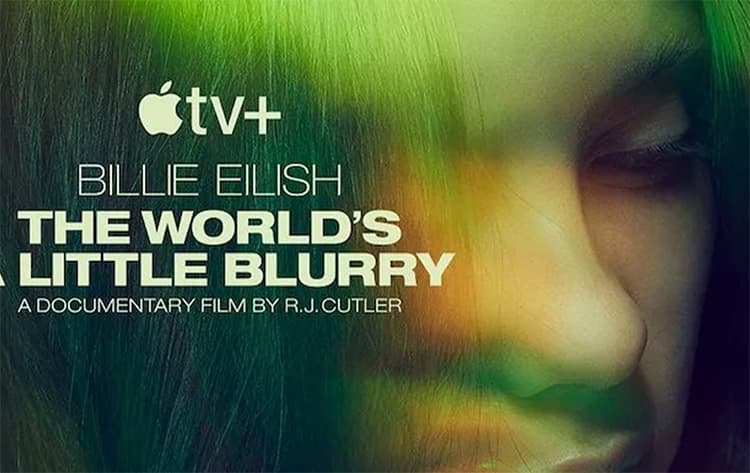 tv+
BILLIE EILISH
THE WORLD'S
A LITTLE BLURRY
A DOCUMENTARY FILM BY R.J. CUTLER